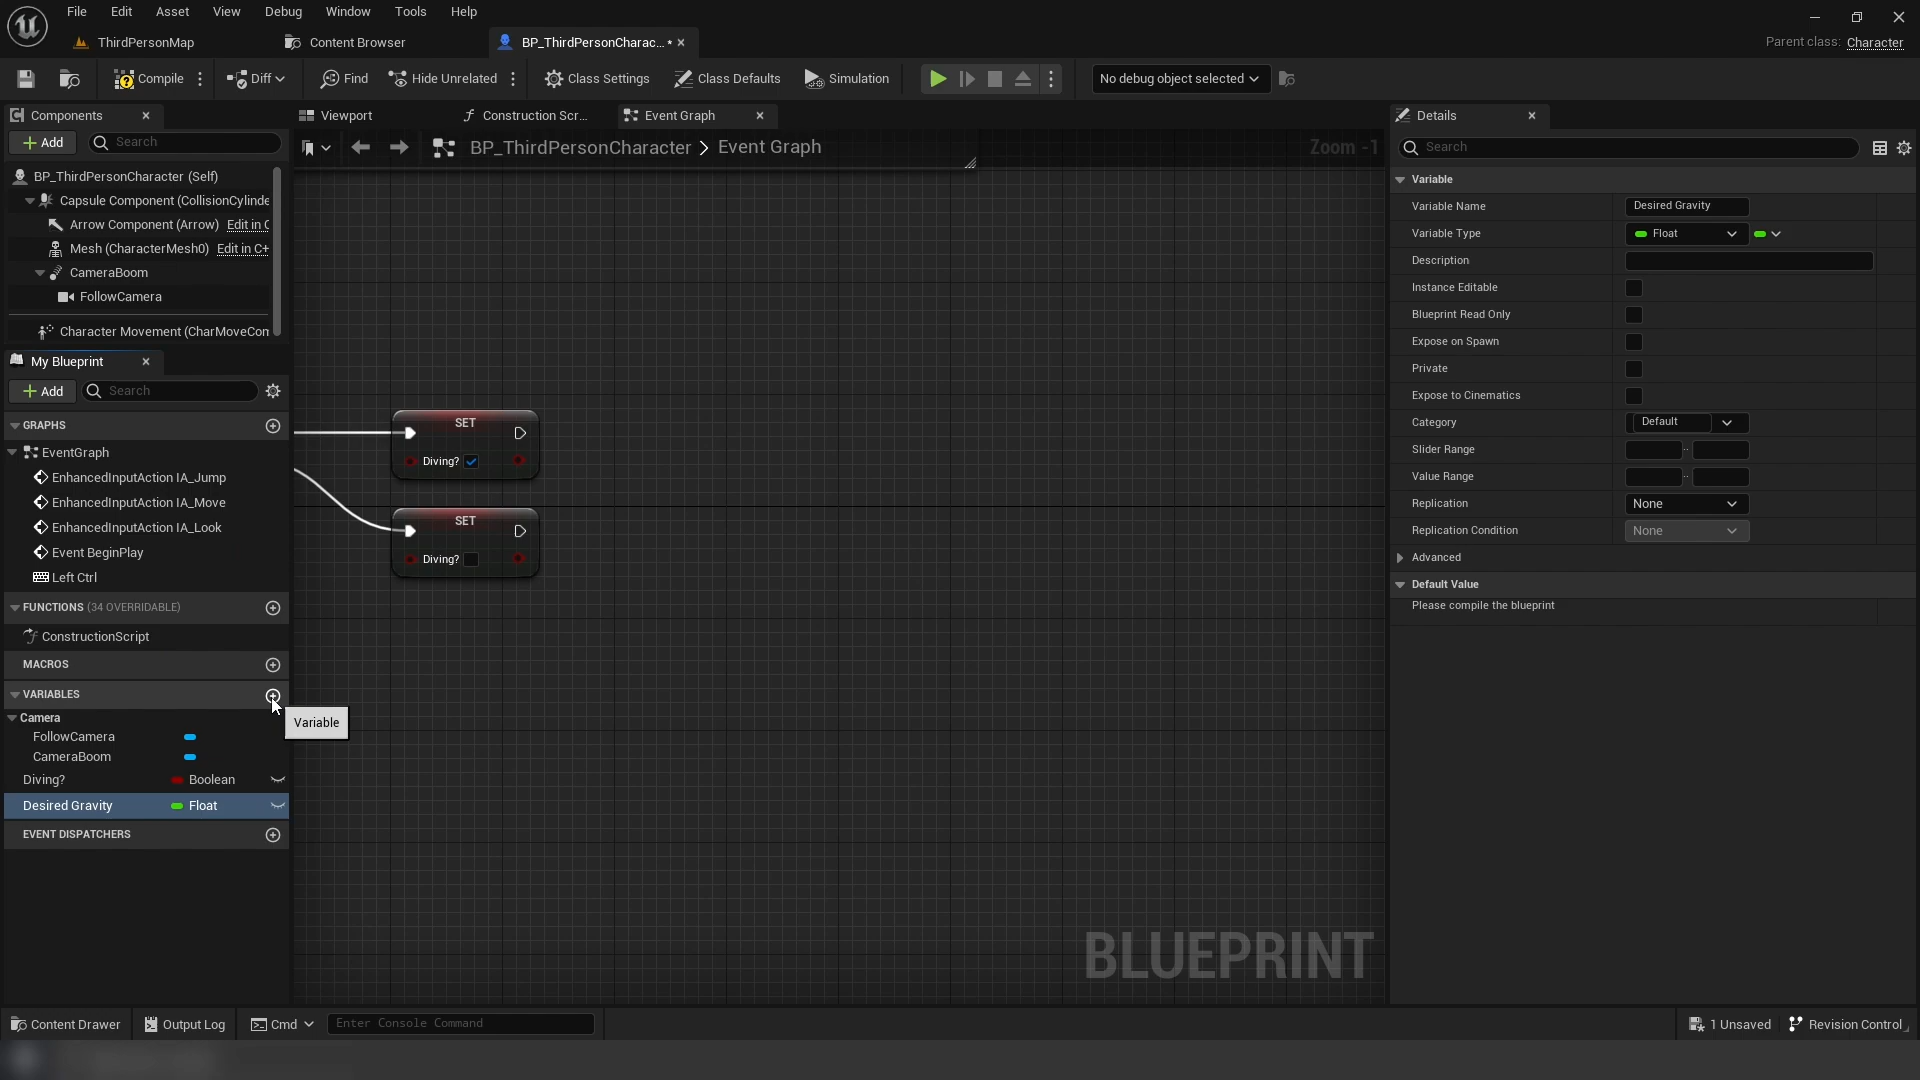 File Edit Asset View Debug Window Tools Help
ThirdPersonMap Content Browser BP_ThirdPersonCharac... •
Parent class: Character
Compile Diff Find Hide Unrelated Class Settings Class Defaults Simulation No debug object selected
Components
Add Search
BP_ThirdPersonCharacter (Self)
Capsule Component (CollisionCylinde
Arrow Component (Arrow) Edit in C
Mesh (CharacterMesh0) Edit in C+
CameraBoom
FollowCamera
Character Movement (CharMoveCom
My Blueprint
Add Search
GRAPHS
EventGraph
EnhancedInputAction IA_Jump
EnhancedInputAction IA_Move
EnhancedInputAction IA_Look
Event BeginPlay
Left Ctrl
FUNCTIONS (34 OVERRIDABLE)
ConstructionScript
MACROS
VARIABLES
Variable
Camera
FollowCamera
CameraBoom
Diving? Boolean
Desired Gravity Float
EVENT DISPATCHERS
Viewport Construction Scr... Event Graph
BP_ThirdPersonCharacter > Event Graph Zoom -1
SET
Diving?
SET
Diving?
BLUEPRINT
Details
Search
Variable
Variable Name Desired Gravity
Variable Type Float
Description
Instance Editable
Blueprint Read Only
Expose on Spawn
Private
Expose to Cinematics
Category Default
Slider Range
Value Range
Replication None
Replication Condition None
Advanced
Default Value
Please compile the blueprint
Content Drawer Output Log Cmd Enter Console Command 1 Unsaved Revision Control